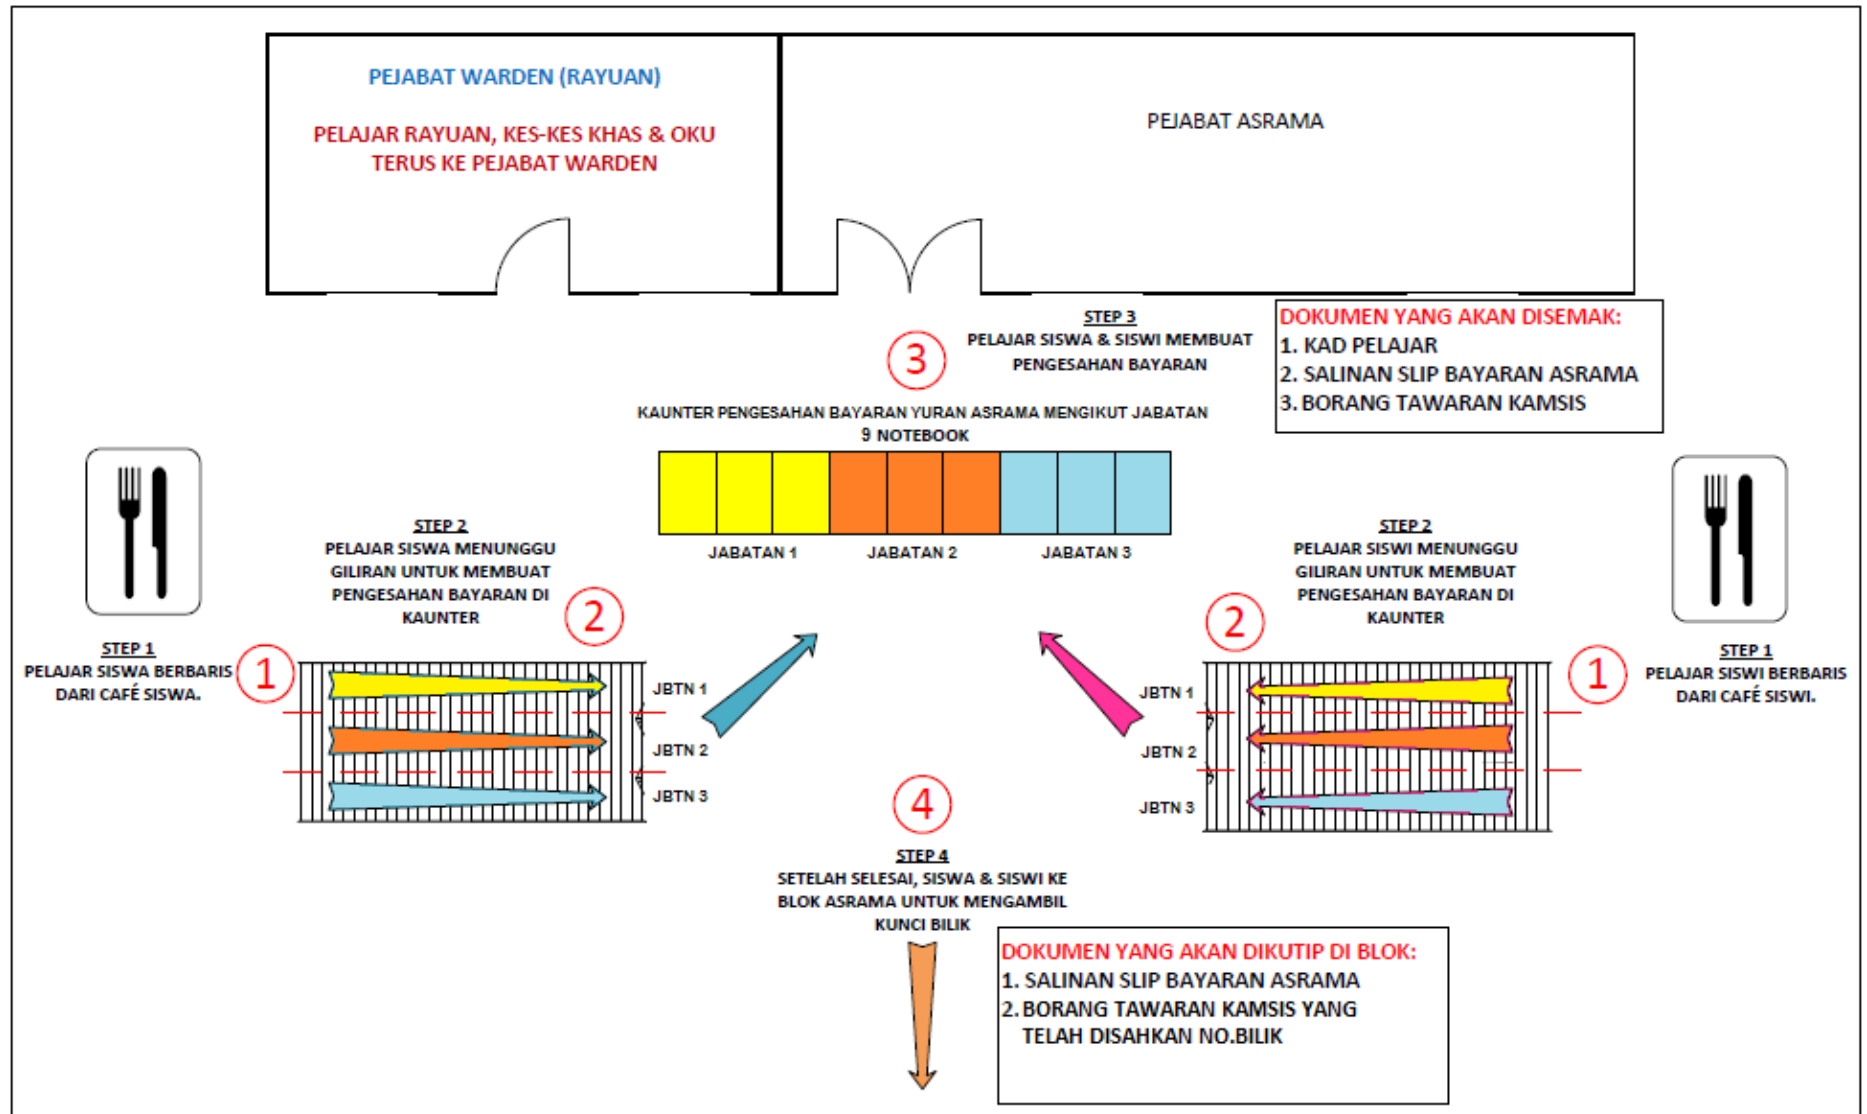 PEJABAT WARDEN (RAYUAN)
PELAJAR RAYUAN, KES-KES KHAS & OKU
TERUS KE PEJABAT WARDEN
PEJABAT ASRAMA
STEP 3
PELAJAR SISWA & SISWI MEMBUAT
PENGESAHAN BAYARAN
3
DOKUMEN YANG AKAN DISEMAK:
1. KAD PELAJAR
2. SALINAN SLIP BAYARAN ASRAMA
3. BORANG TAWARAN KAMSIS
KAUNTER PENGESAHAN BAYARAN YURAN ASRAMA MENGIKUT JABATAN
9 NOTEBOOK
JABATAN 1
JABATAN 2
JABATAN 3
STEP 1
PELAJAR SISWA BERBARIS
DARI CAFÉ SISWA.
1
STEP 2
PELAJAR SISWA MENUNGGU
GILIRAN UNTUK MEMBUAT
PENGESAHAN BAYARAN DI
KAUNTER
2
JBTN 1
JBTN 2
JBTN 3
STEP 2
PELAJAR SISWI MENUNGGU
GILIRAN UNTUK MEMBUAT
PENGESAHAN BAYARAN DI
KAUNTER
2
JBTN 1
JBTN 2
JBTN 3
1
STEP 1
PELAJAR SISWI BERBARIS
DARI CAFÉ SISWI.
4
STEP 4
SETELAH SELESAI, SISWA & SISWI KE
BLOK ASRAMA UNTUK MENGAMBIL
KUNCI BILIK
DOKUMEN YANG AKAN DIKUTIP DI BLOK:
1. SALINAN SLIP BAYARAN ASRAMA
2. BORANG TAWARAN KAMSIS YANG
TELAH DISAHKAN NO.BILIK